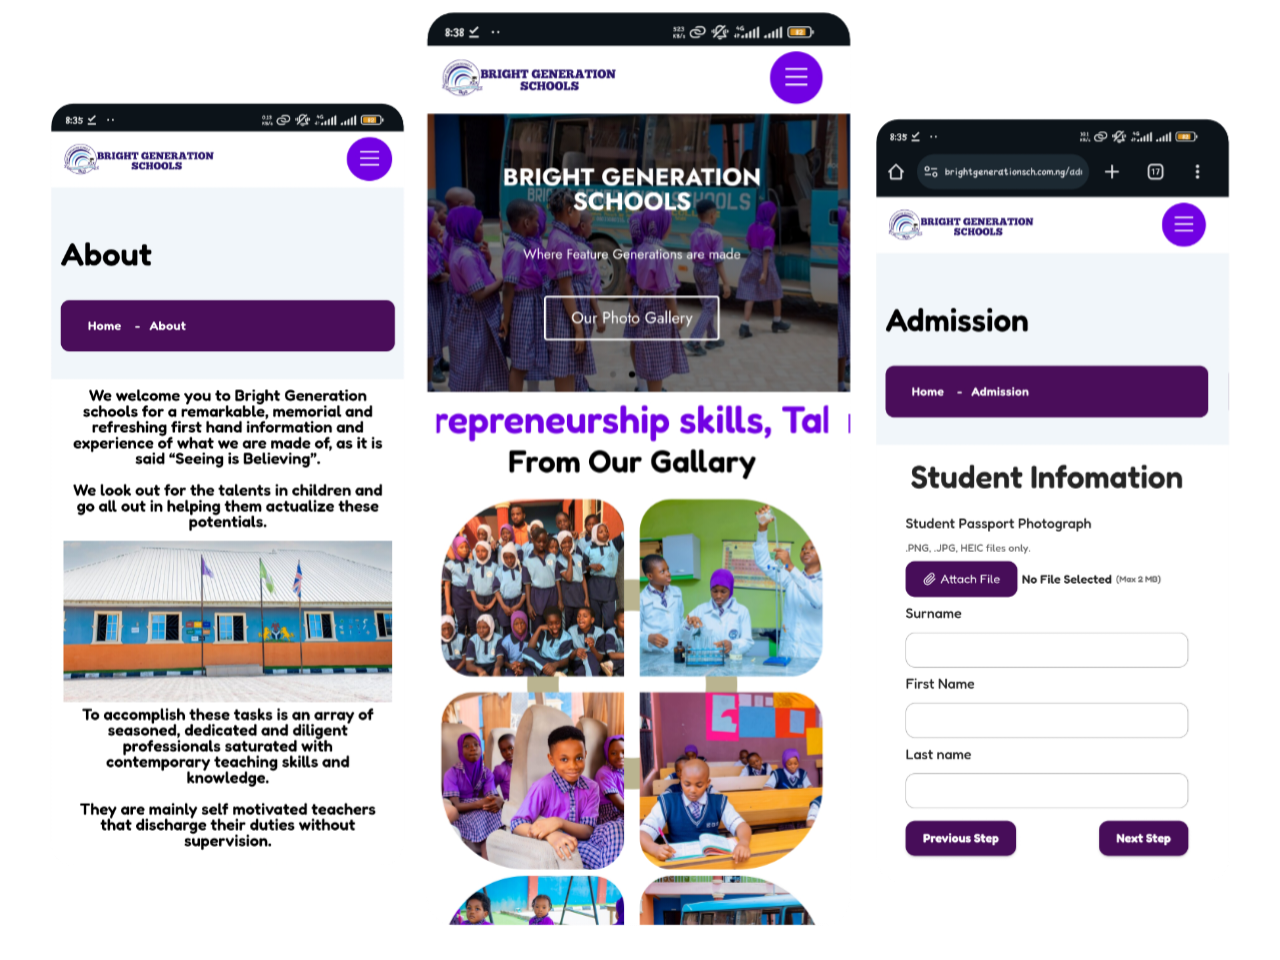 8:35
BRIGHT GENERATION
SCHOOLS
About
Home - About
We welcome you to Bright Generation
schools for a remarkable, memorial and
refreshing first hand information and
experience of what we are made of, as it is
said “Seeing is Believing”.
We look out for the talents in children and
go all out in helping them actualize these
potentials.
To accomplish these tasks is an array of
seasoned, dedicated and diligent
professionals saturated with
contemporary teaching skills and
knowledge.
They are mainly self motivated teachers
that discharge their duties without
supervision.
8:38
523
KB/s
4G
82
BRIGHT GENERATION
SCHOOLS
BRIGHT GENERATION
SCHOOLS
Where Feature Generations are made
Our Photo Gallery
repreneurship skills, Tal
From Our Gallary
8:35
brightgenerationsch.com.ng/ad
17
BRIGHT GENERATION
SCHOOLS
Admission
Home - Admission
Student Infomation
Student Passport Photograph
.PNG, .JPG, HEIC files only.
Attach File No File Selected (Max 2 MB)
Surname
First Name
Last name
Previous Step Next Step